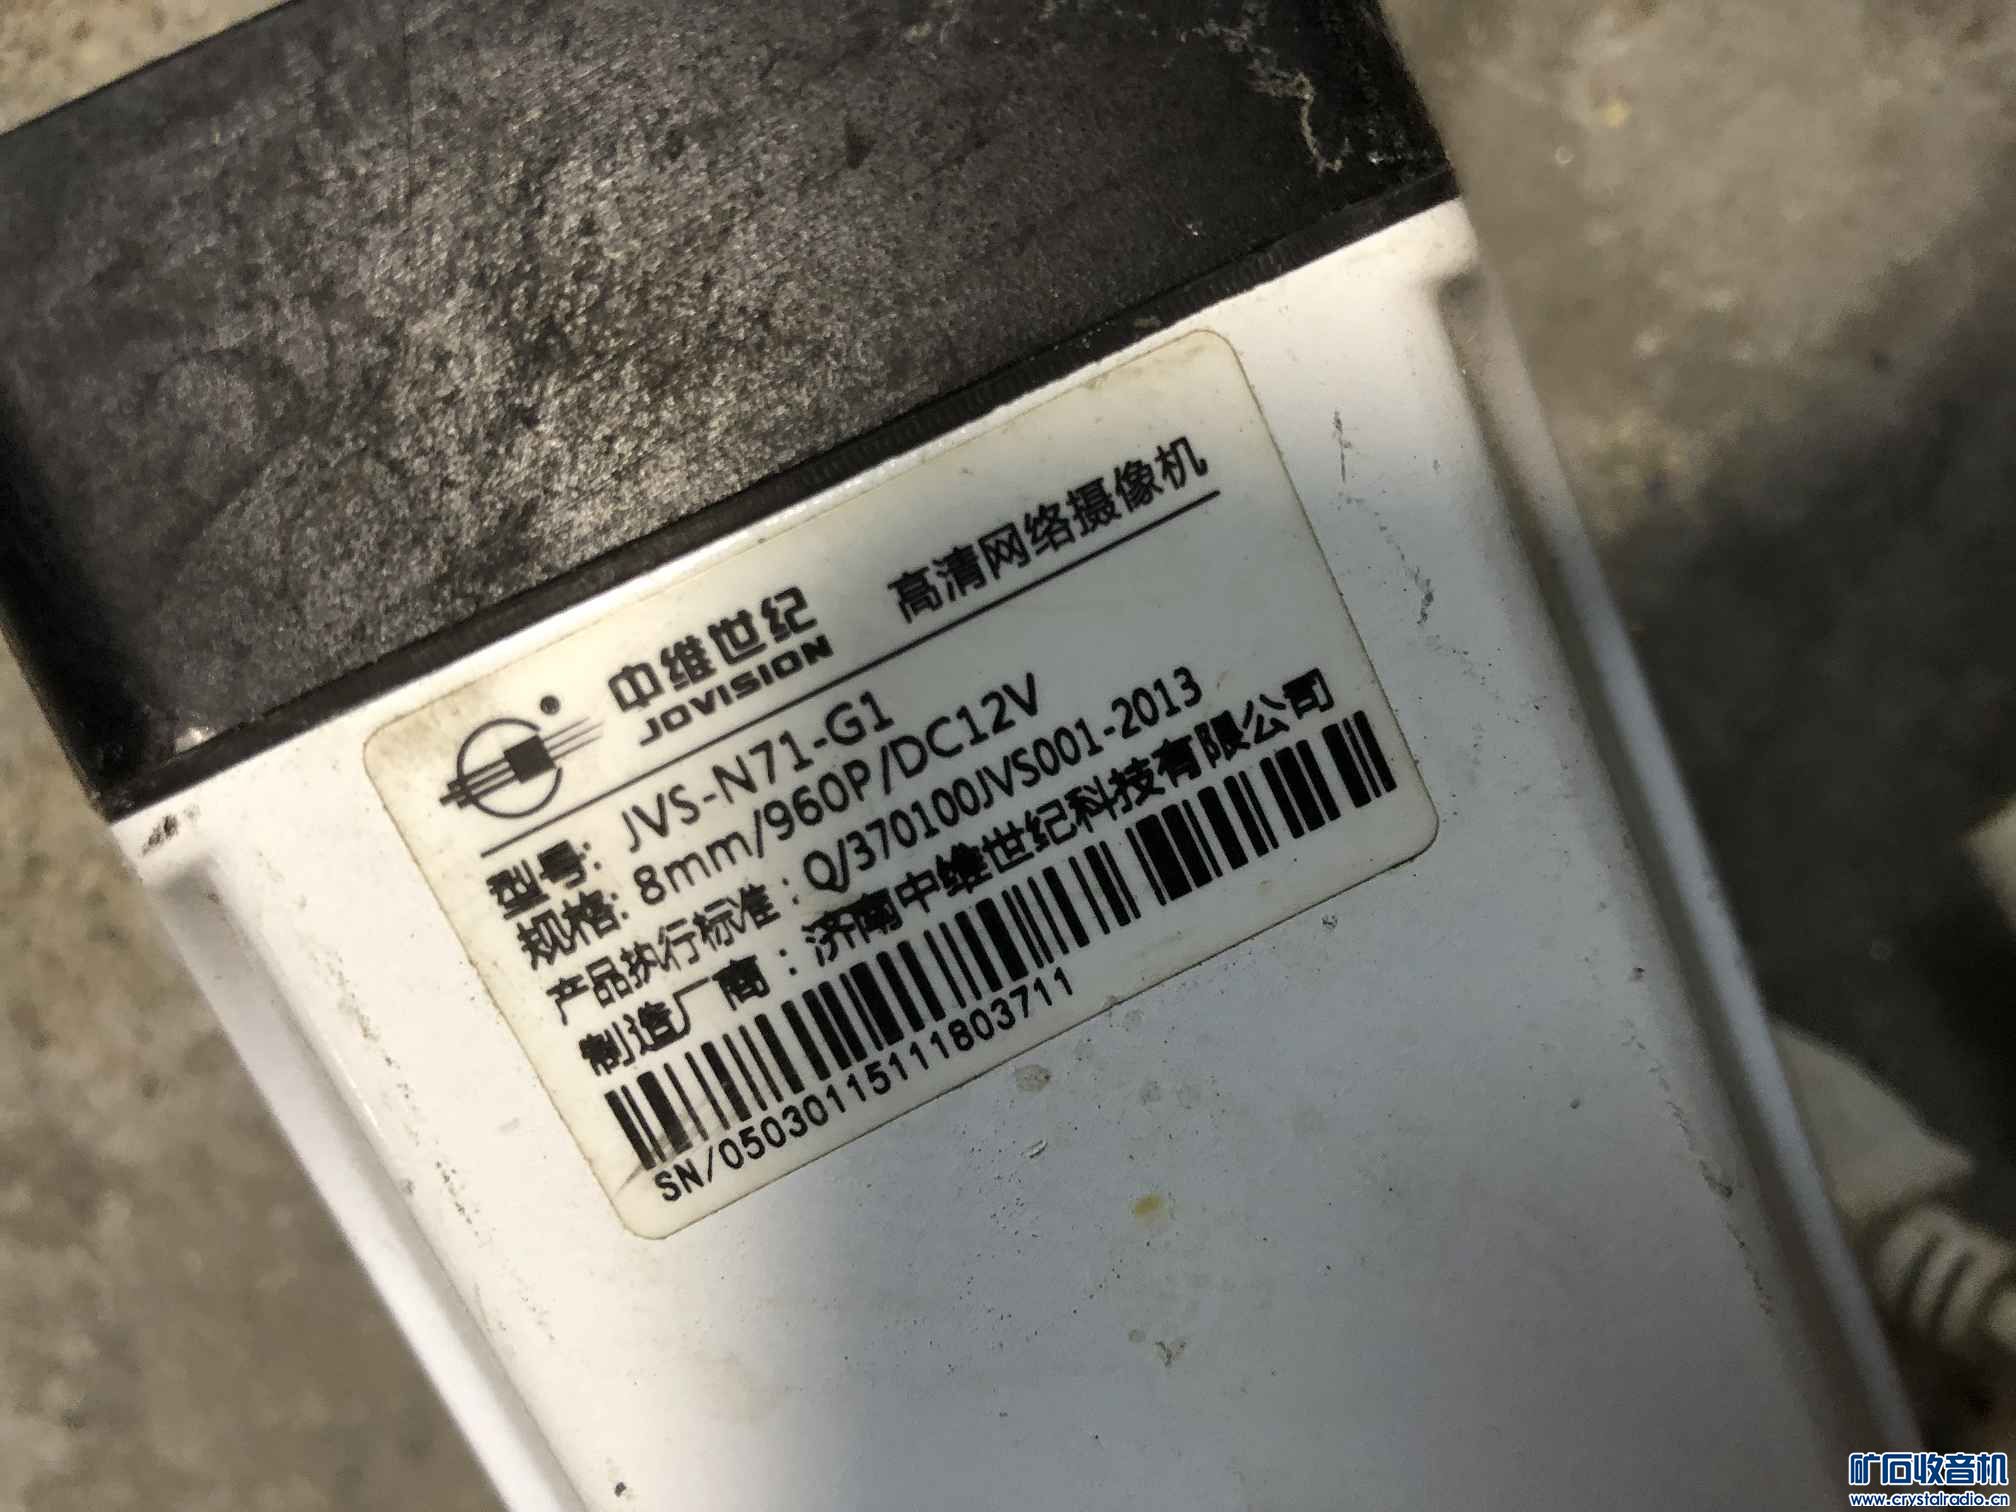 中维世纪 高清网络摄像机
JOVISION
型号: JVS-N71-G1
规格: 8mm/960P/DC12V
产品执行标准: Q/370100JVS001-2013
制造厂商: 济南中维世纪科技有限公司
SN/05030115111803711
矿石收音机
www.crystalradio.cn